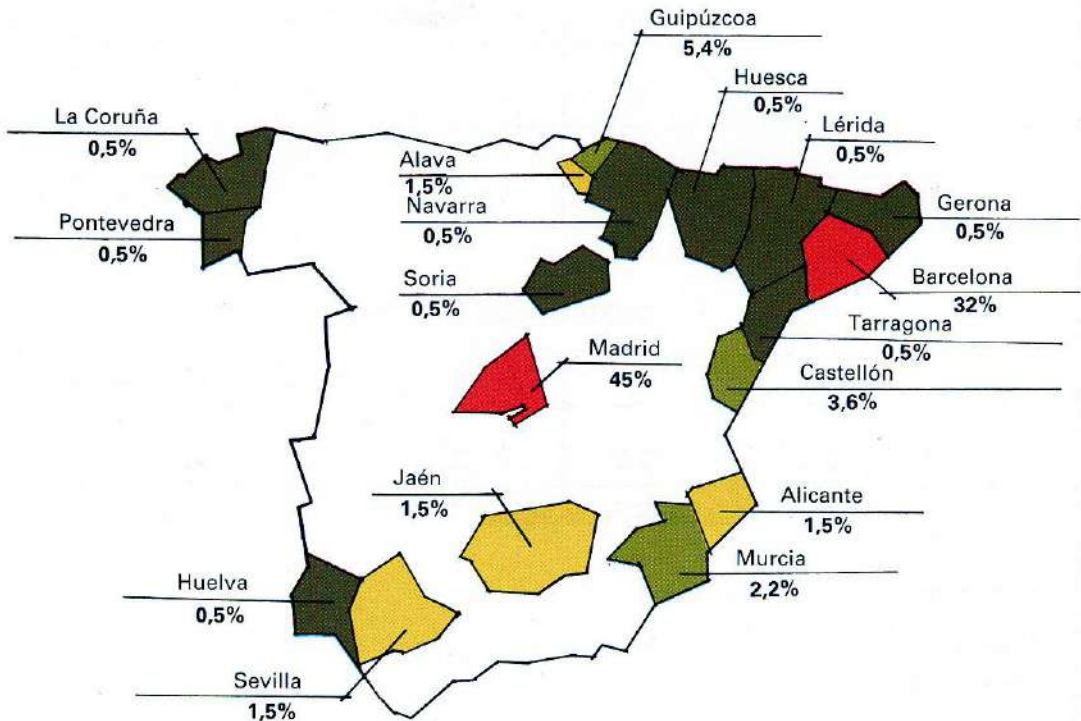 Guipúzcoa
5,4%
Huesca
0,5%
La Coruña
0,5%
Lérida
0,5%
Alava
1,5%
Navarra
0,5%
Gerona
0,5%
Pontevedra
0,5%
Soria
0,5%
Barcelona
32%
Tarragona
0,5%
Madrid
45%
Castellón
3,6%
Jaén
1,5%
Alicante
1,5%
Murcia
2,2%
Huelva
0,5%
Sevilla
1,5%